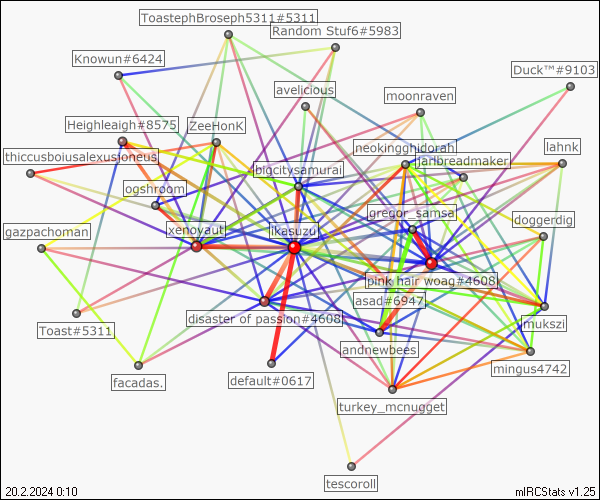 ToastephBroseph5311#5311
Random Stuf6#5983
Knowun#6424
Duck™#9103
avelicious
moonraven
Heighleaigh#8575
ZeeHonK
neokingghidorah
lahnk
thiccusboiusalexusioneus
bigcitysamurai
jarlbreadmaker
ogshroom
gregor_samsa
doggerdig
gazpachoman
xenoyaut
ikasuzu
pink hair woag#4608
asad#6947
Toast#5311
disaster of passion#4608
mukszi
andnewbees
mingus4742
facadas.
default#0617
turkey_mcnugget
tescoroll
20.2.2024 0:10
mIRCStats v1.25